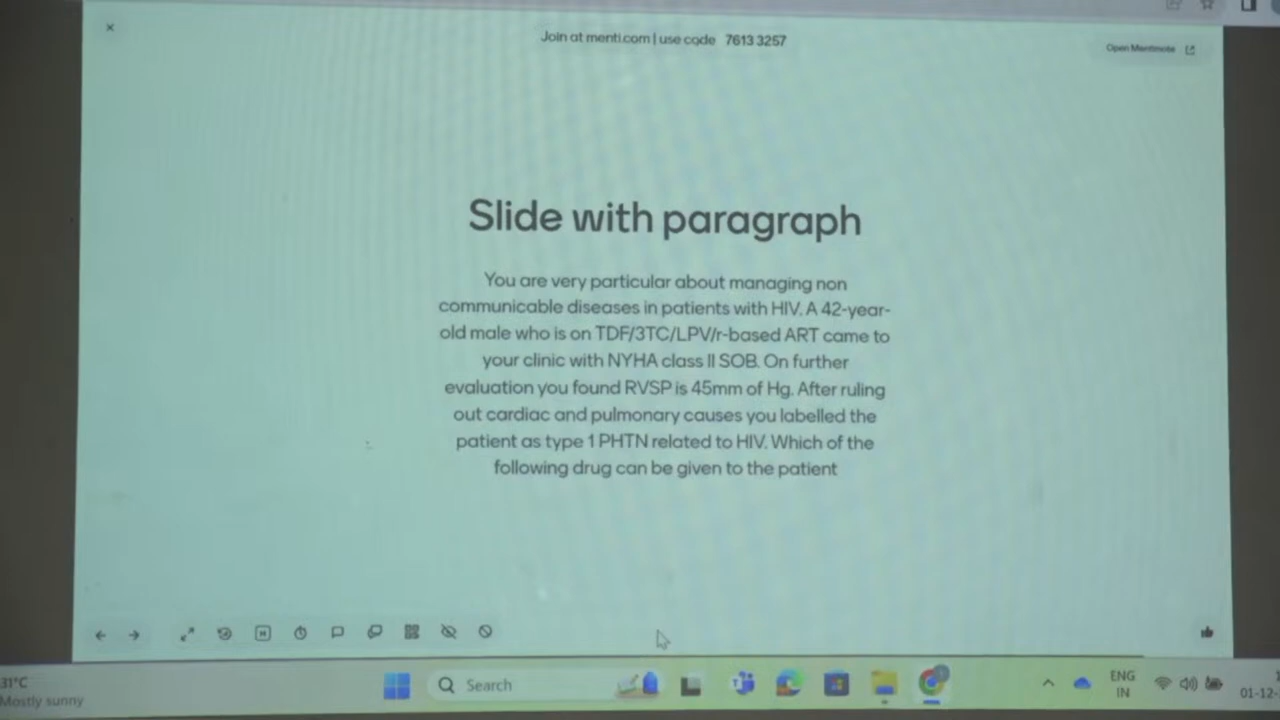 Join at menti.com | use code 7613 3257
Open Mentimote
Slide with paragraph
You are very particular about managing non
communicable diseases in patients with HIV. A 42-year-
old male who is on TDF/3TC/LPV/r-based ART came to
your clinic with NYHA class II SOB. On further
evaluation you found RVSP is 45mm of Hg. After ruling
out cardiac and pulmonary causes you labelled the
patient as type 1 PHTN related to HIV. Which of the
following drug can be given to the patient
31°C
Mostly sunny
Search
ENG
IN
01-12-